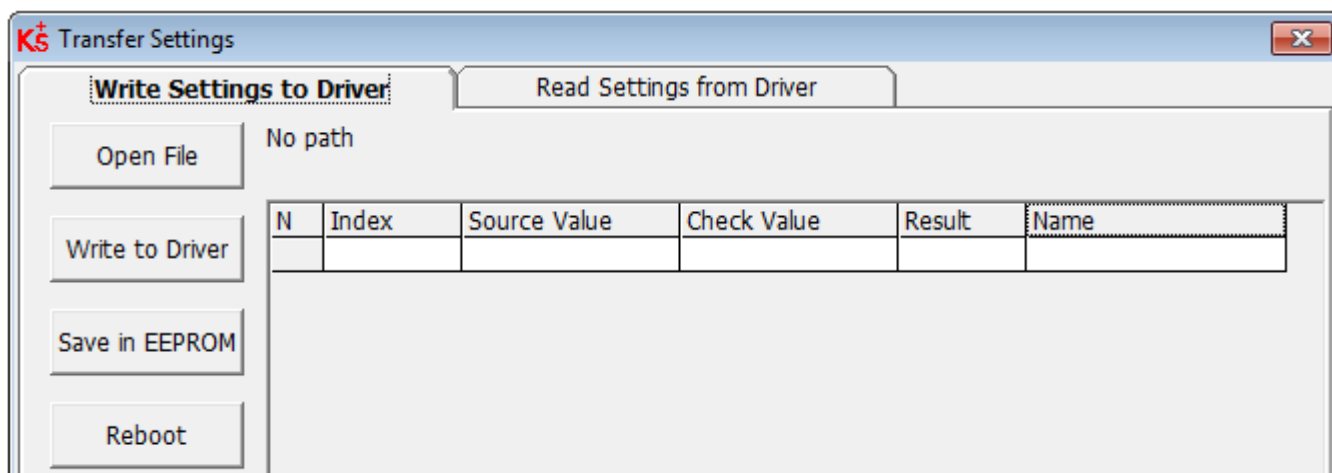 Ks+ Transfer Settings
Write Settings to Driver Read Settings from Driver
Open File No path
N Index Source Value Check Value Result Name
Write to Driver
Save in EEPROM
Reboot